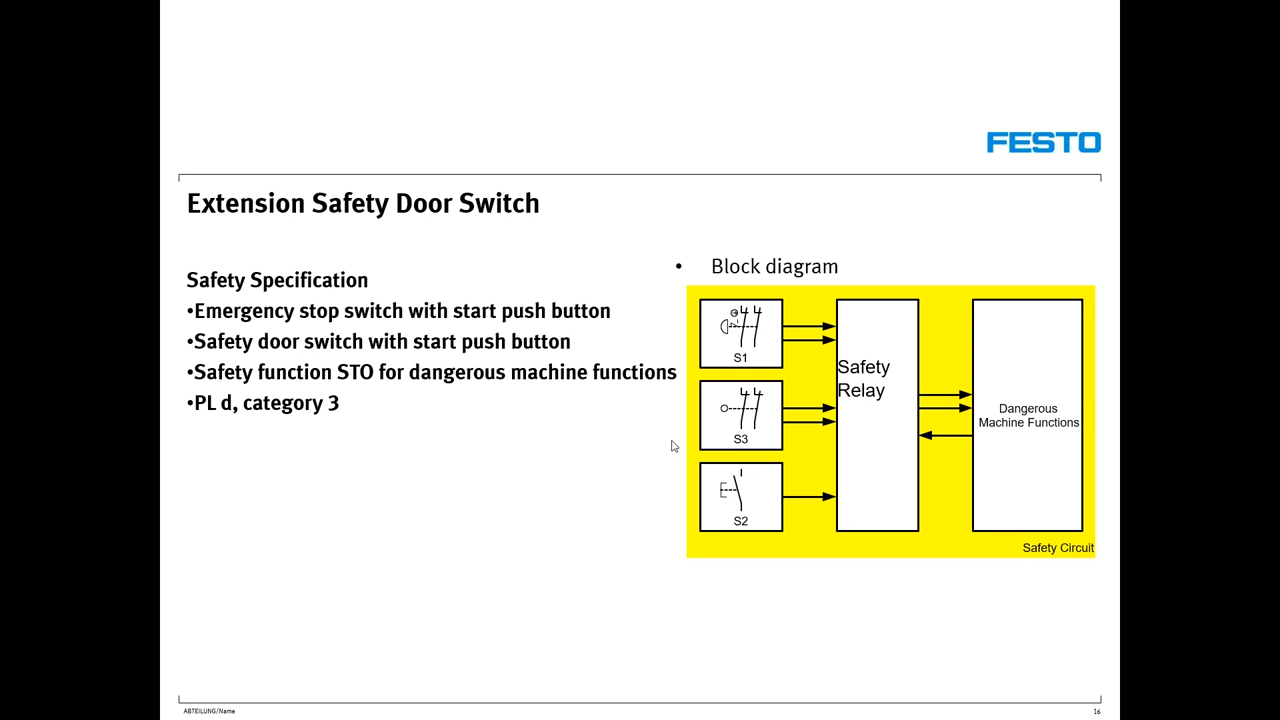 FESTO
Extension Safety Door Switch
Safety Specification
•Emergency stop switch with start push button
•Safety door switch with start push button
•Safety function STO for dangerous machine functions
•PL d, category 3
• Block diagram
S1
S3
S2
Safety
Relay
Dangerous
Machine Functions
Safety Circuit
ABTEILUNG/Name
16